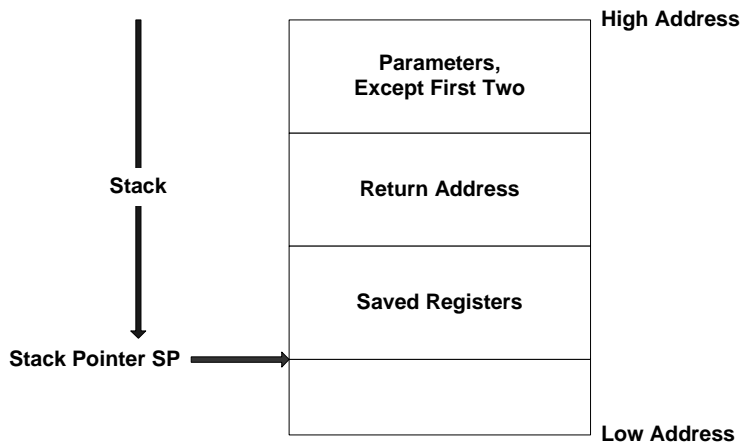 High Address
Parameters,
Except First Two
Stack
Return Address
Saved Registers
Stack Pointer SP
Low Address